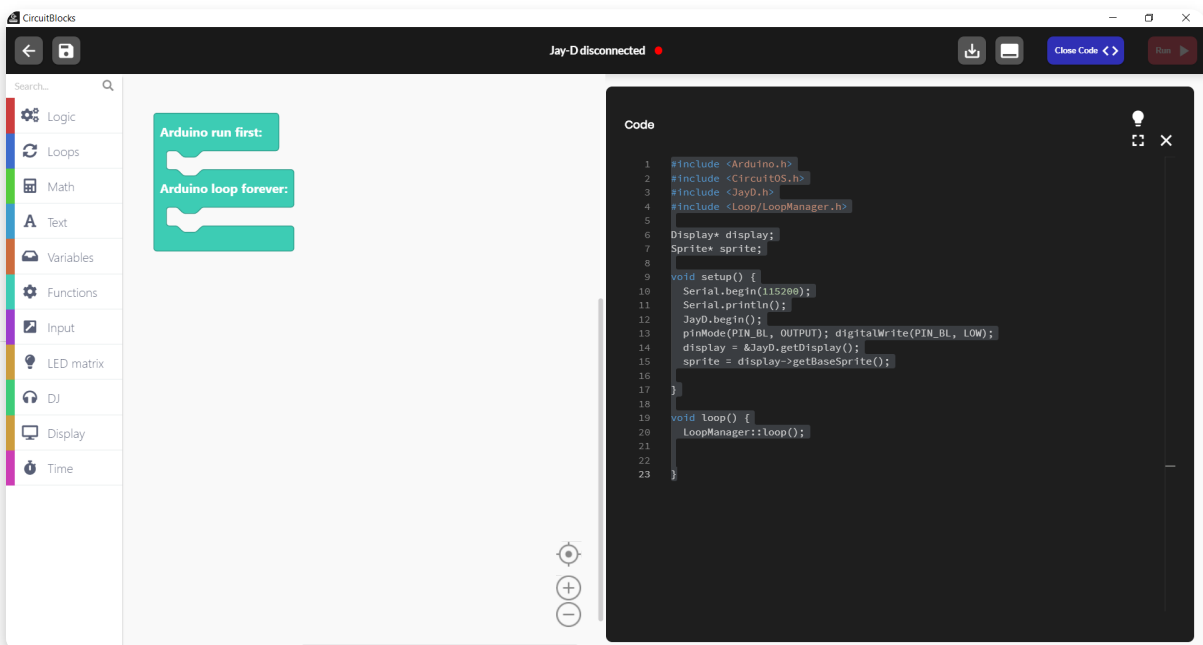 CircuitBlocks
Jay-D disconnected
Close Code
Run
Search...
Logic
Loops
Math
Text
Variables
Functions
Input
LED matrix
DJ
Display
Time
Arduino run first:
Arduino loop forever:
Code
1 #include <Arduino.h>
2 #include <CircuitOS.h>
3 #include <JayD.h>
4 #include <Loop/LoopManager.h>
5
6 Display* display;
7 Sprite* sprite;
8
9 void setup() {
10 Serial.begin(115200);
11 Serial.println();
12 JayD.begin();
13 pinMode(PIN_BL, OUTPUT); digitalWrite(PIN_BL, LOW);
14 display = &JayD.getDisplay();
15 sprite = display->getBaseSprite();
16
17 }
18
19 void loop() {
20 LoopManager::loop();
21
22
23 }